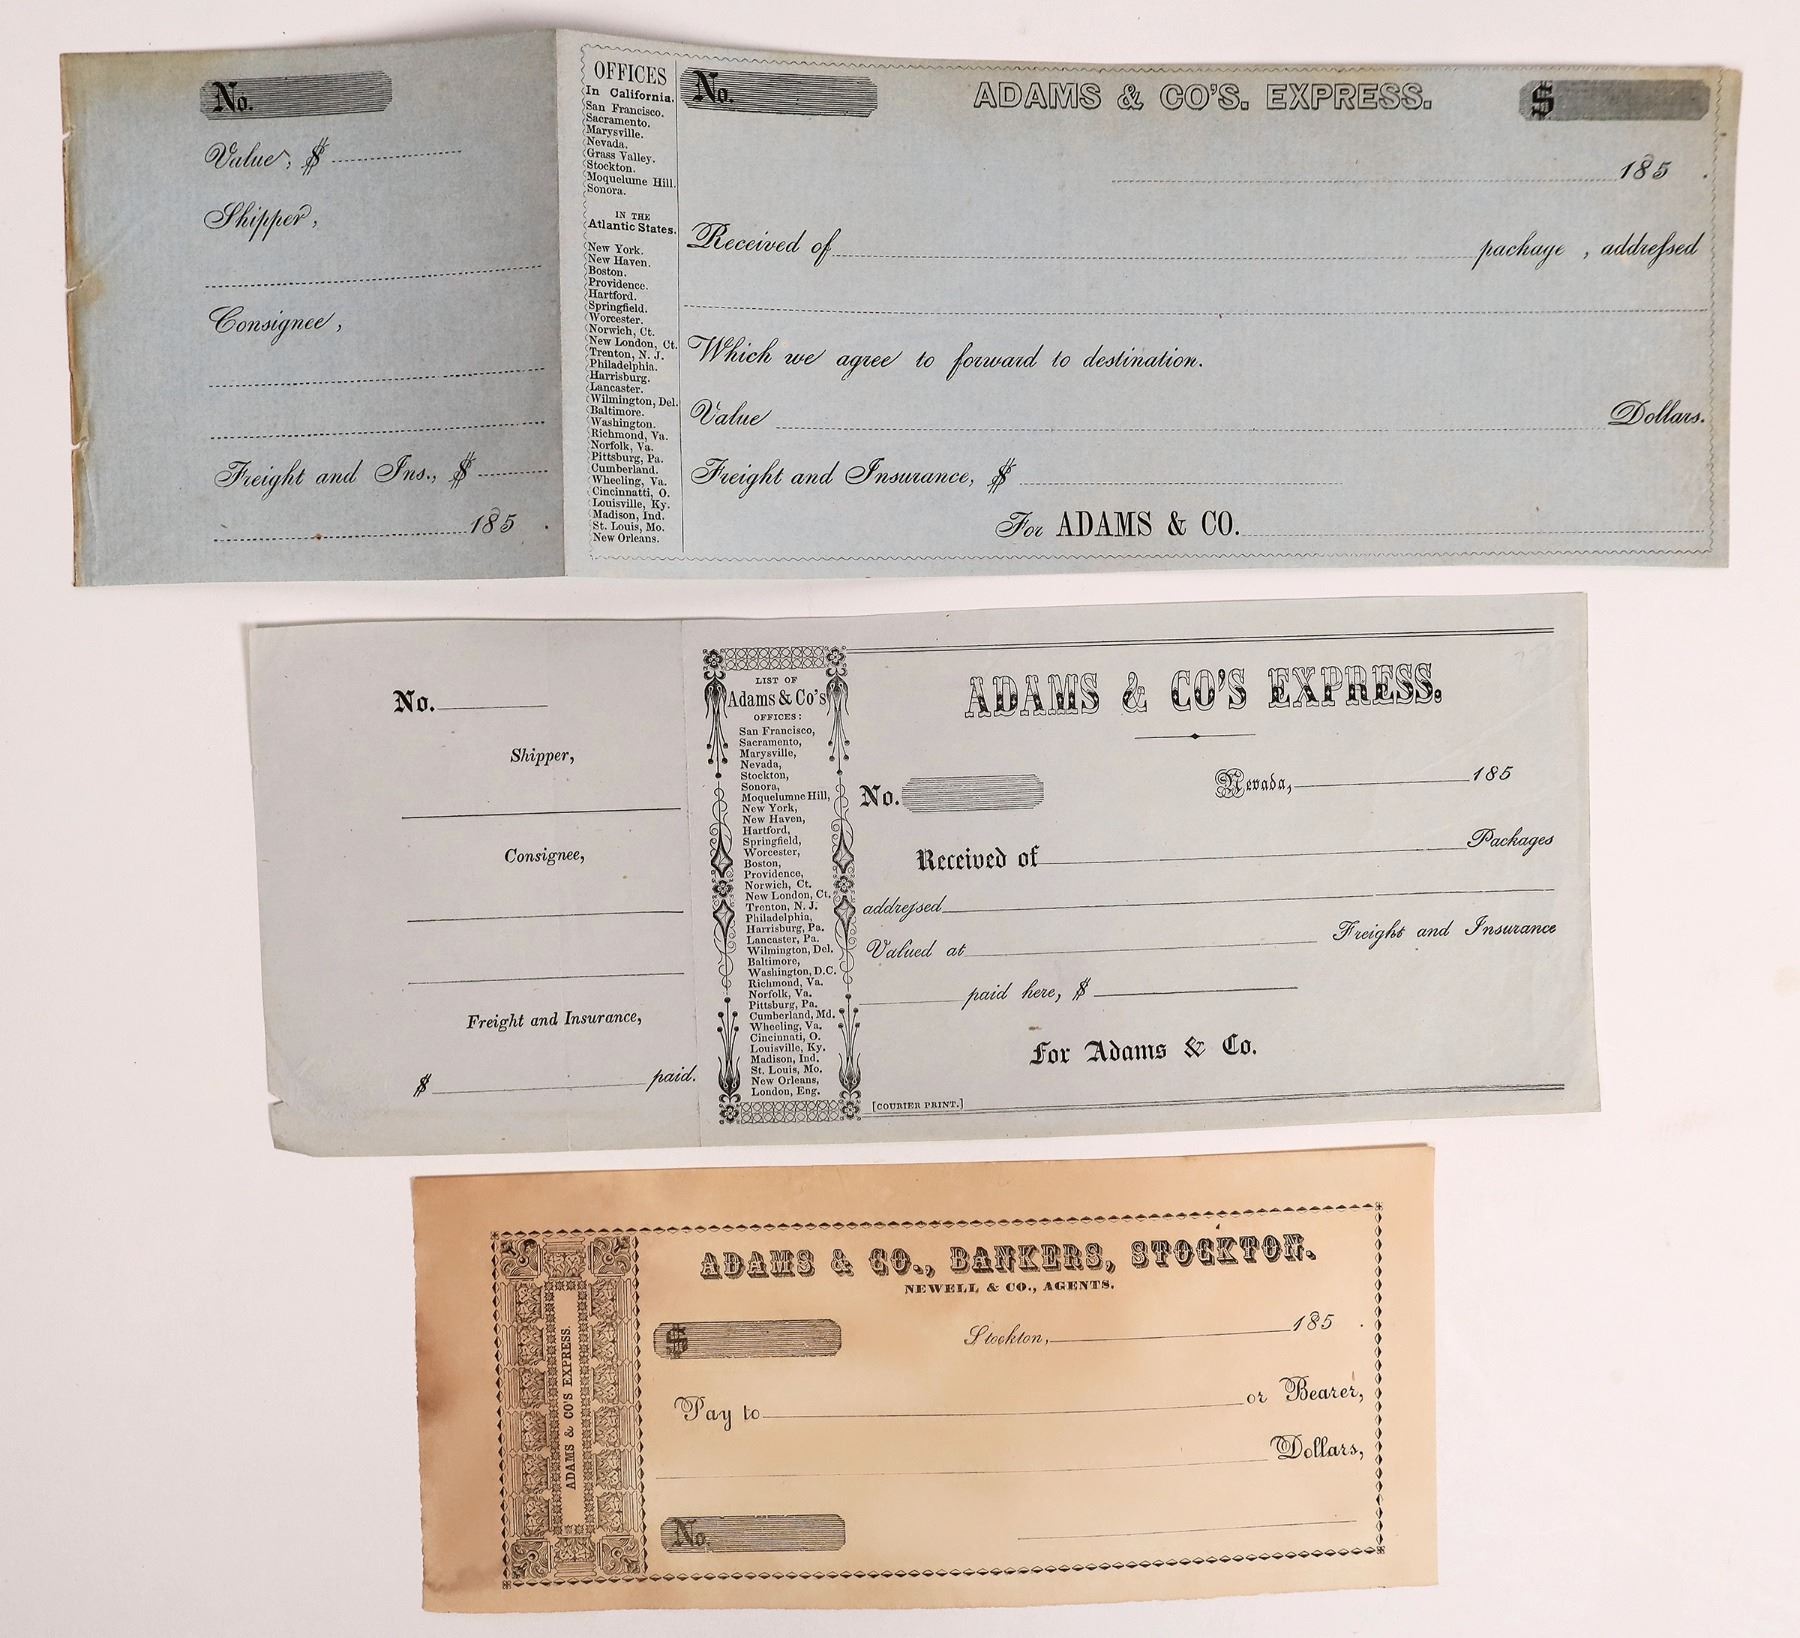 No.
Value, $
Shipper,
Consignee,
Freight and Ins., $
185 .
OFFICES
In California.
San Francisco.
Sacramento.
Marysville.
Nevada.
Grass Valley.
Stockton.
Moquelume Hill.
Sonora.
IN THE
Atlantic States.
New York.
New Haven.
Boston.
Providence.
Hartford.
Springfield.
Worcester.
Norwich, Ct.
New London, Ct.
Trenton, N. J.
Philadelphia.
Harrisburg.
Lancaster.
Wilmington, Del.
Baltimore.
Washington.
Richmond, Va.
Norfolk, Va.
Pittsburg, Pa.
Cumberland.
Wheeling, Va.
Cincinnatti, O.
Louisville, Ky.
Madison, Ind.
St. Louis, Mo.
New Orleans.
No. ADAMS & CO'S. EXPRESS. $
185 .
Received of package , addreſsed
Which we agree to forward to destination.
Value Dollars.
Freight and Insurance, $
For ADAMS & CO.
No.
Shipper,
Consignee,
Freight and Insurance,
$ paid.
LIST OF
Adams & Co's
OFFICES:
San Francisco,
Sacramento,
Marysville,
Nevada,
Stockton,
Sonora,
Moquelumne Hill,
New York,
New Haven,
Hartford,
Springfield,
Worcester,
Boston,
Providence,
Norwich, Ct.
New London, Ct.
Trenton, N. J.
Philadelphia,
Harrisburg, Pa.
Lancaster, Pa.
Wilmington, Del.
Baltimore,
Washington, D.C.
Richmond, Va.
Norfolk, Va.
Pittsburg, Pa.
Cumberland, Md.
Wheeling, Va.
Cincinnati, O.
Louisville, Ky.
Madison, Ind.
St. Louis, Mo.
New Orleans,
London, Eng.
ADAMS & CO'S EXPRESS.
No. Nevada, 185
Received of Packages
addreſsed
Valued at Freight and Insurance
paid here, $
For Adams & Co.
[COURIER PRINT.]
ADAMS & CO'S EXPRESS.
ADAMS & CO., BANKERS, STOCKTON.
NEWELL & CO., AGENTS.
$ Stockton, 185 .
Pay to or Bearer,
Dollars,
No.